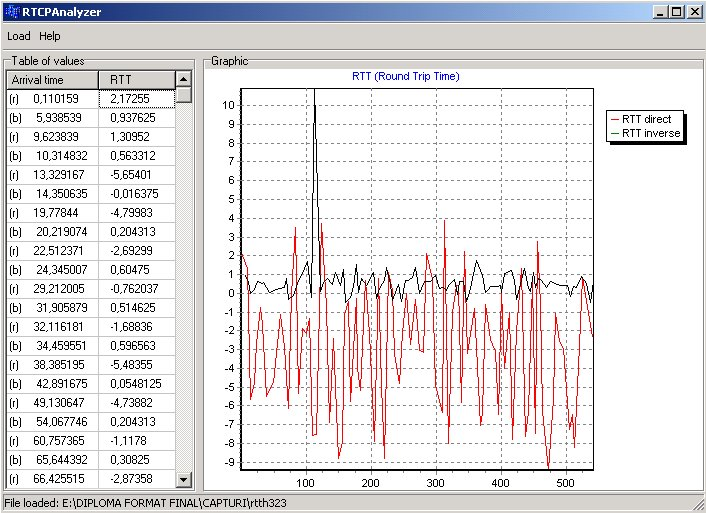 RTCPAnalyzer
Load Help
Table of values
Arrival time RTT
(r) 0,110159 2,17255
(b) 5,938539 0,937625
(r) 9,623839 1,30952
(b) 10,314832 0,563312
(r) 13,329167 -5,65401
(b) 14,350635 -0,016375
(r) 19,77844 -4,79983
(b) 20,219074 0,204313
(r) 22,512371 -2,69299
(b) 24,345007 0,60475
(r) 29,212005 -0,762037
(b) 31,905879 0,514625
(r) 32,116181 -1,68836
(b) 34,459551 0,596563
(r) 38,385195 -5,48355
(b) 42,891675 0,0548125
(r) 49,130647 -4,73882
(b) 54,067746 0,204313
(r) 60,757365 -1,1178
(b) 65,644392 0,30825
(r) 66,425515 -2,87358
Graphic
RTT (Round Trip Time)
10
9
8
7
6
5
4
3
2
1
0
-1
-2
-3
-4
-5
-6
-7
-8
-9
100 200 300 400 500
RTT direct
RTT inverse
File loaded: E:\DIPLOMA FORMAT FINAL\CAPTURI\rtth323